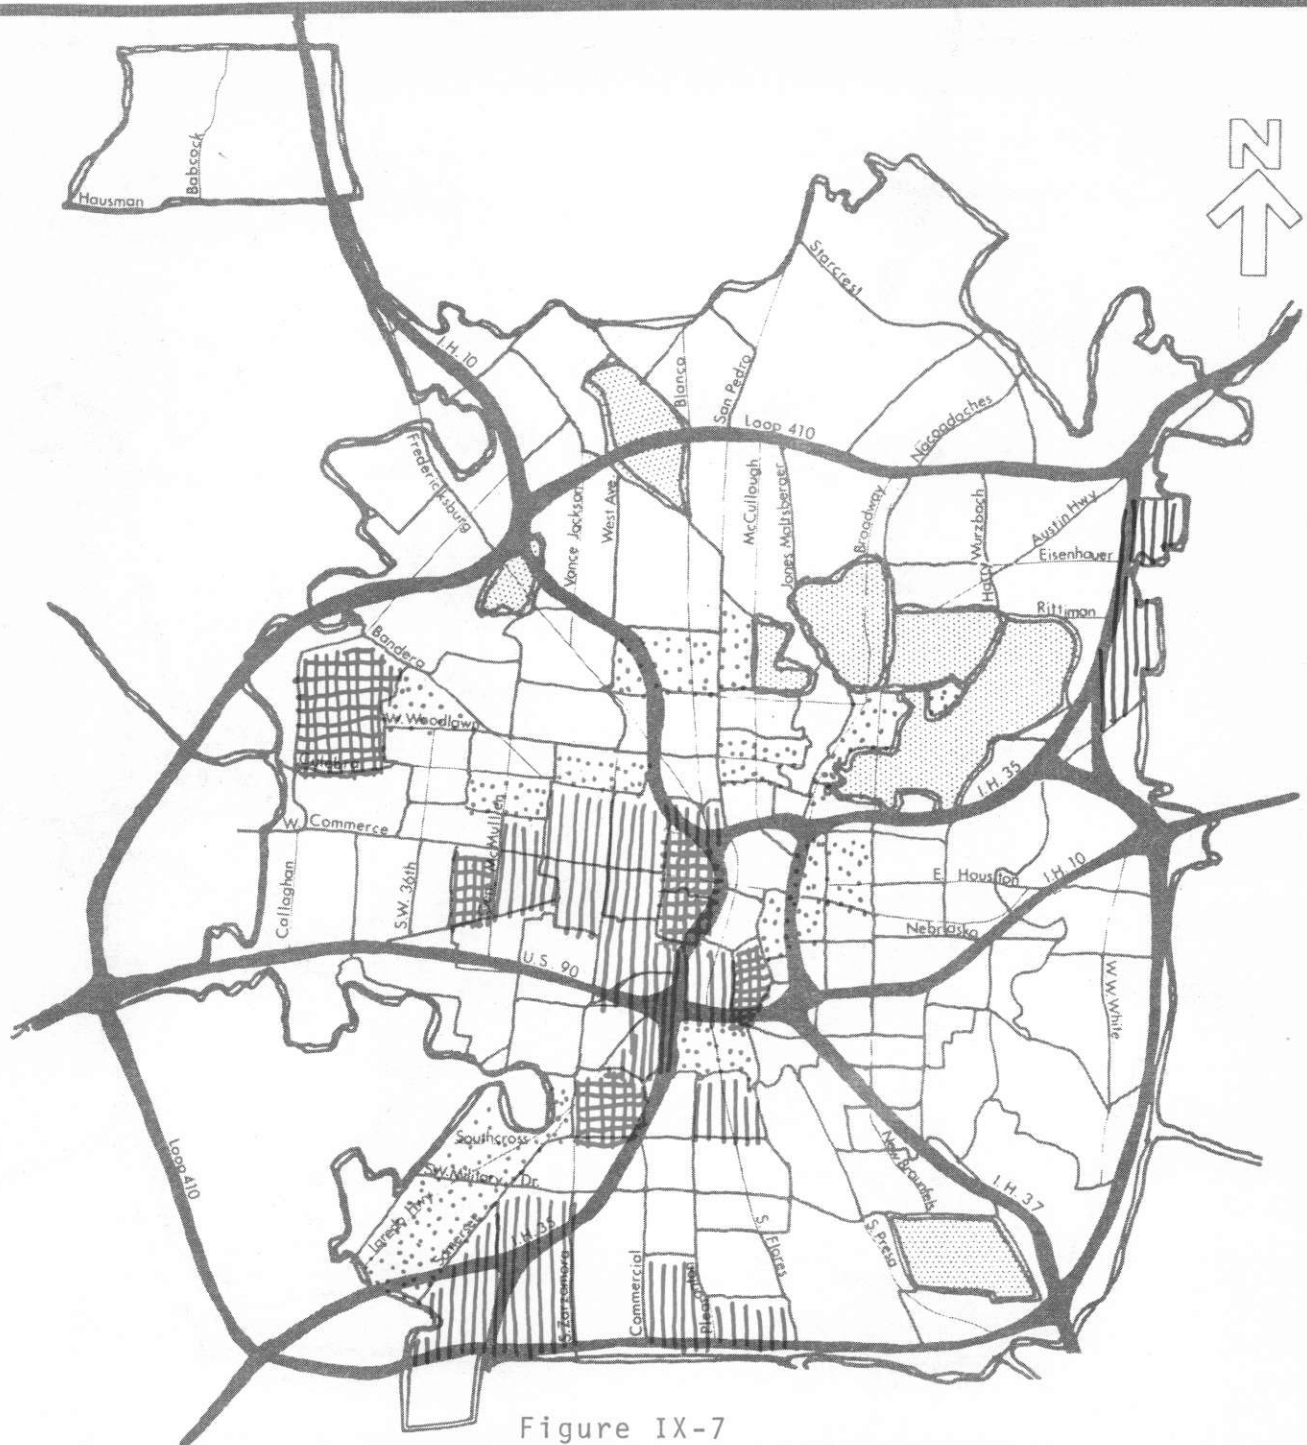 N
Babcock
Hausman
Starcrest
I.H. 10
Blanco
San Pedro
Loop 410
Nacogdoches
Fredericksburg
Vance Jackson
West Ave.
McCullough
Jones Maltsberger
Broadway
Harry Wurzbach
Austin Hwy
Eisenhauer
Rittiman
Bandera
W. Woodlawn
I.H. 35
W. Commerce
Callaghan
S.W. 36th
E. Houston
I.H. 10
Nebraska
U.S. 90
W.W. White
Southcross
S.W. Military Dr.
Loop 410
Laredo Hwy
Somerset
I.H. 35
S. Zarzamora
Commercial
S. Flores
S. Presa
New Braunfels
I.H. 37
Figure IX-7